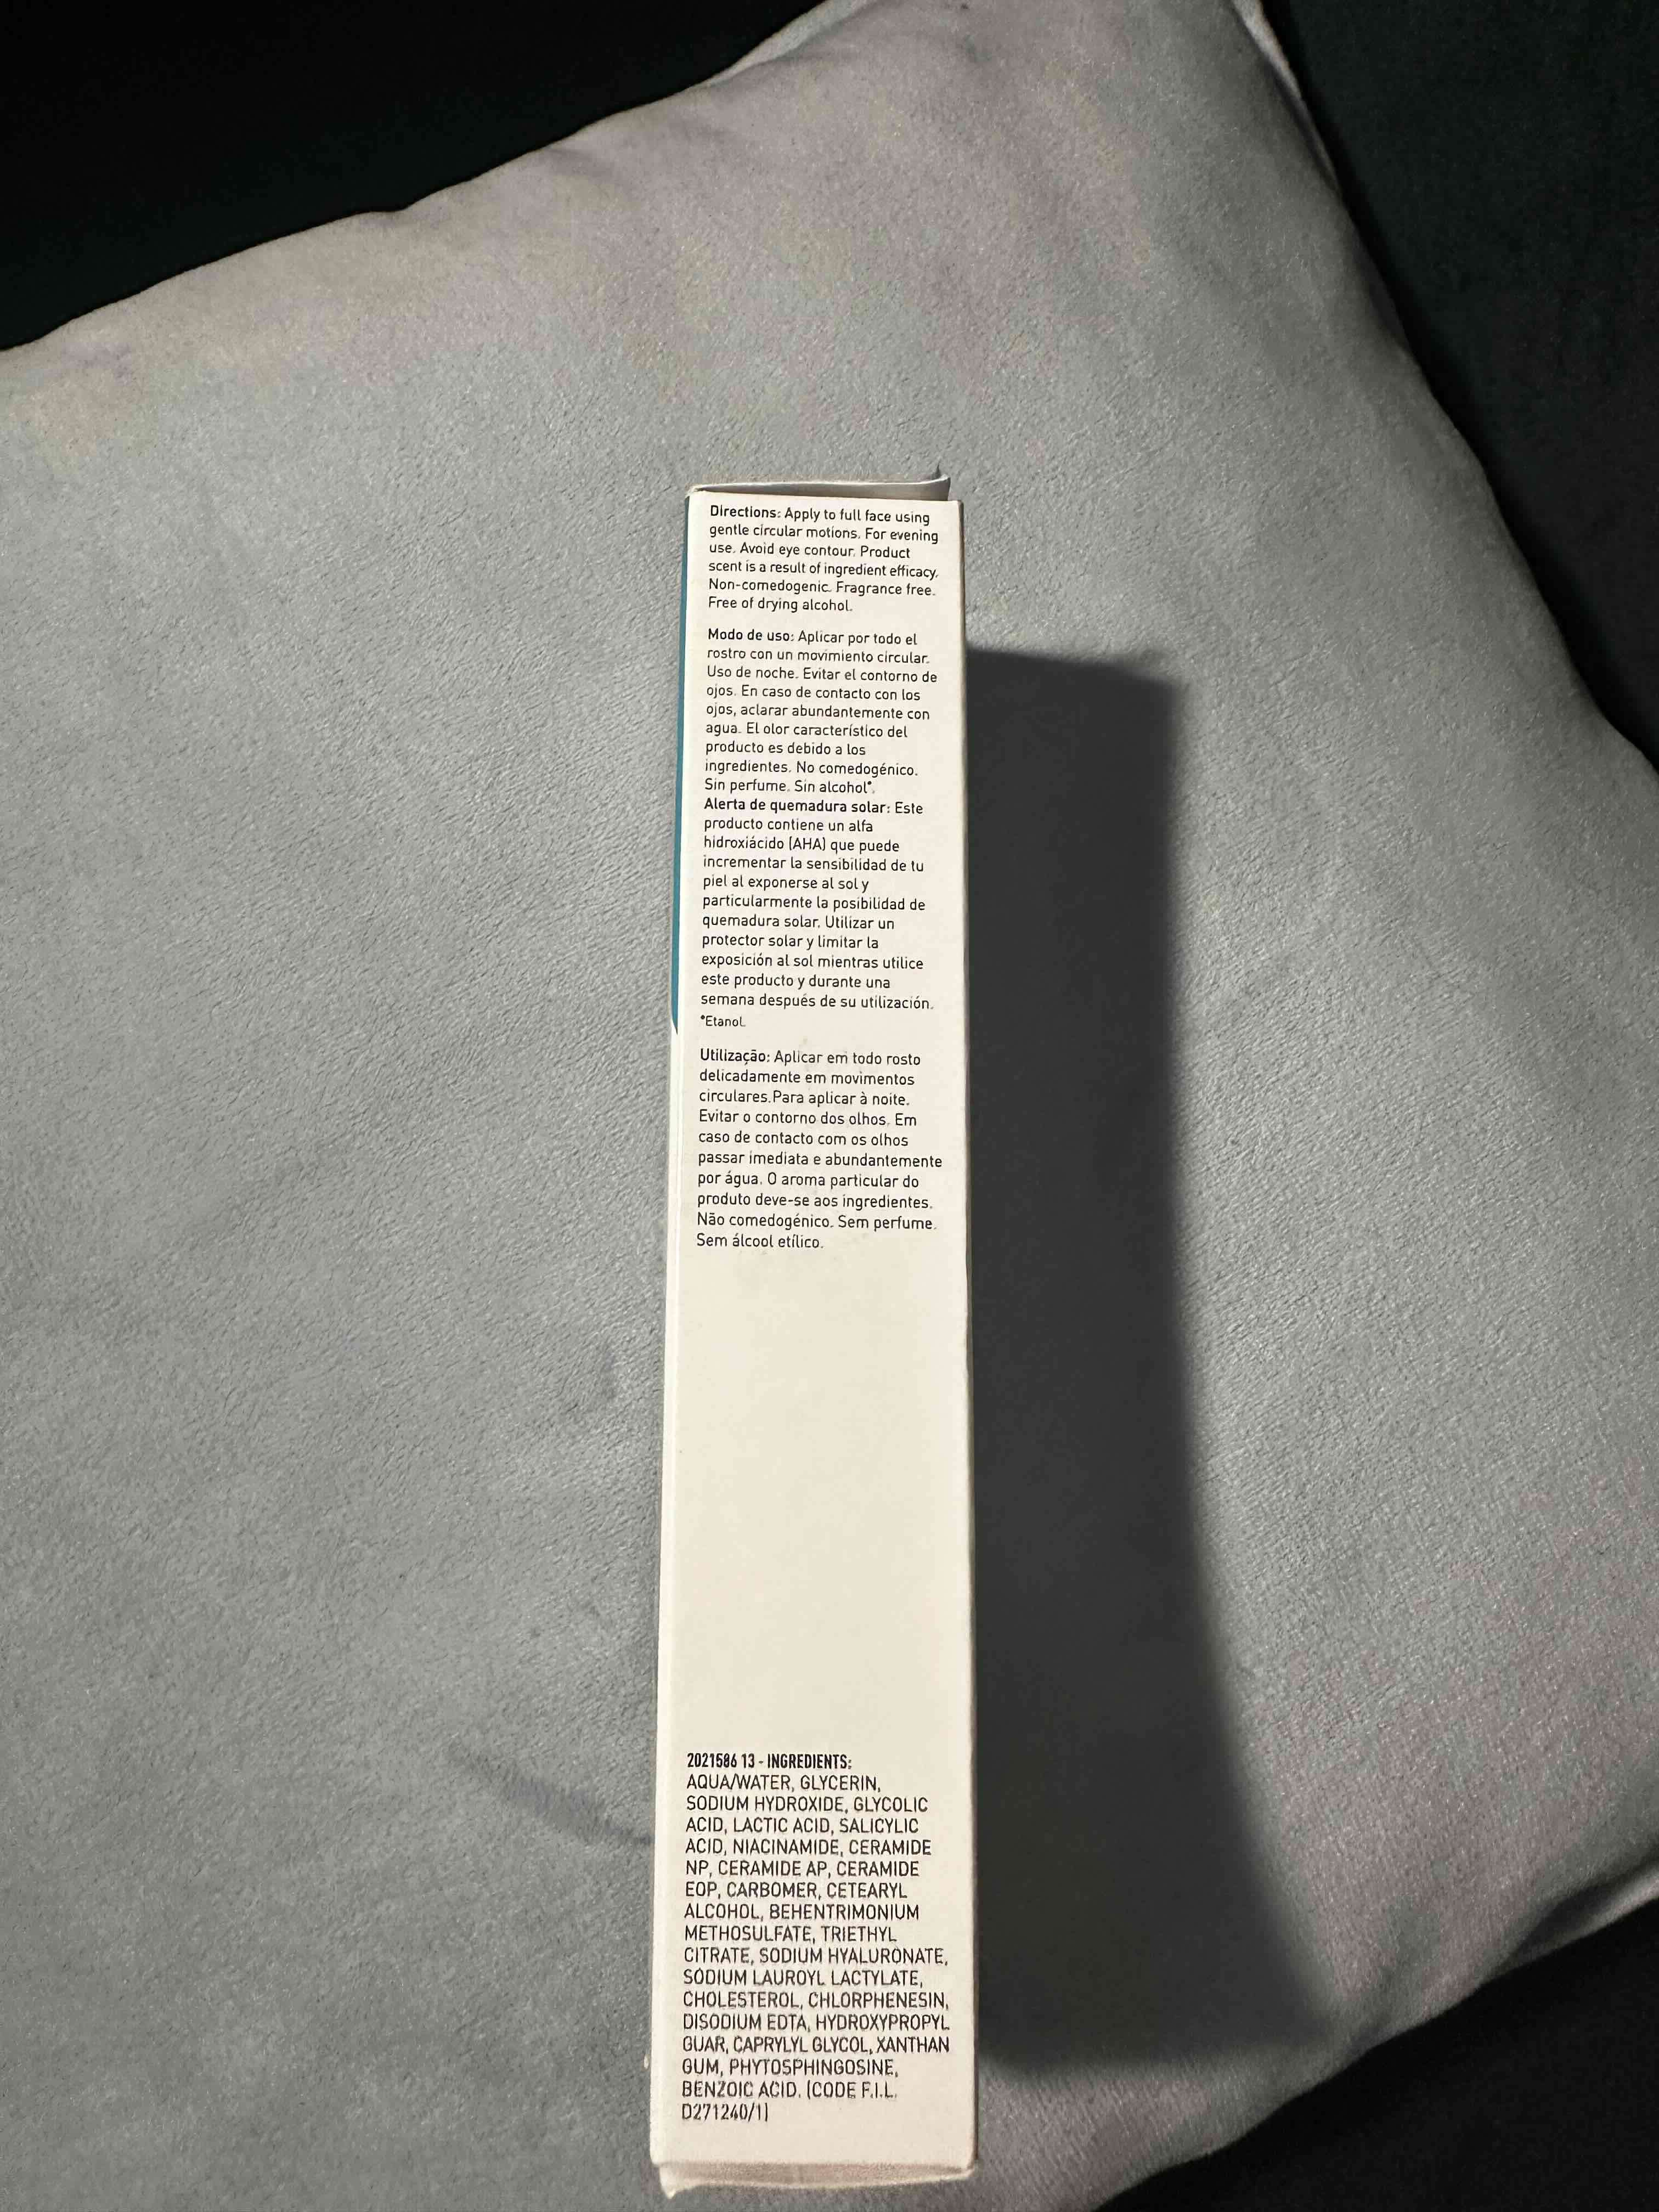 Directions: Apply to full face using
gentle circular motions. For evening
use. Avoid eye contour. Product
scent is a result of ingredient efficacy.
Non-comedogenic. Fragrance free.
Free of drying alcohol.
Modo de uso: Aplicar por todo el
rostro con un movimiento circular.
Uso de noche. Evitar el contorno de
ojos. En caso de contacto con los
ojos, aclarar abundantemente con
agua. El olor característico del
producto es debido a los
ingredientes. No comedogénico.
Sin perfume. Sin alcohol*.
Alerta de quemadura solar: Este
producto contiene un alfa
hidroxiácido (AHA) que puede
incrementar la sensibilidad de tu
piel al exponerse al sol y
particularmente la posibilidad de
quemadura solar. Utilizar un
protector solar y limitar la
exposición al sol mientras utilice
este producto y durante una
semana después de su utilización.
*Etanol.
Utilização: Aplicar em todo rosto
delicadamente em movimentos
circulares.Para aplicar à noite.
Evitar o contorno dos olhos. Em
caso de contacto com os olhos
passar imediata e abundantemente
por água. O aroma particular do
produto deve-se aos ingredientes.
Não comedogénico. Sem perfume.
Sem álcool etílico.
2021586 13 - INGREDIENTS:
AQUA/WATER, GLYCERIN,
SODIUM HYDROXIDE, GLYCOLIC
ACID, LACTIC ACID, SALICYLIC
ACID, NIACINAMIDE, CERAMIDE
NP, CERAMIDE AP, CERAMIDE
EOP, CARBOMER, CETEARYL
ALCOHOL, BEHENTRIMONIUM
METHOSULFATE, TRIETHYL
CITRATE, SODIUM HYALURONATE,
SODIUM LAUROYL LACTYLATE,
CHOLESTEROL, CHLORPHENESIN,
DISODIUM EDTA, HYDROXYPROPYL
GUAR, CAPRYLYL GLYCOL, XANTHAN
GUM, PHYTOSPHINGOSINE,
BENZOIC ACID. (CODE F.I.L.
D271240/1)